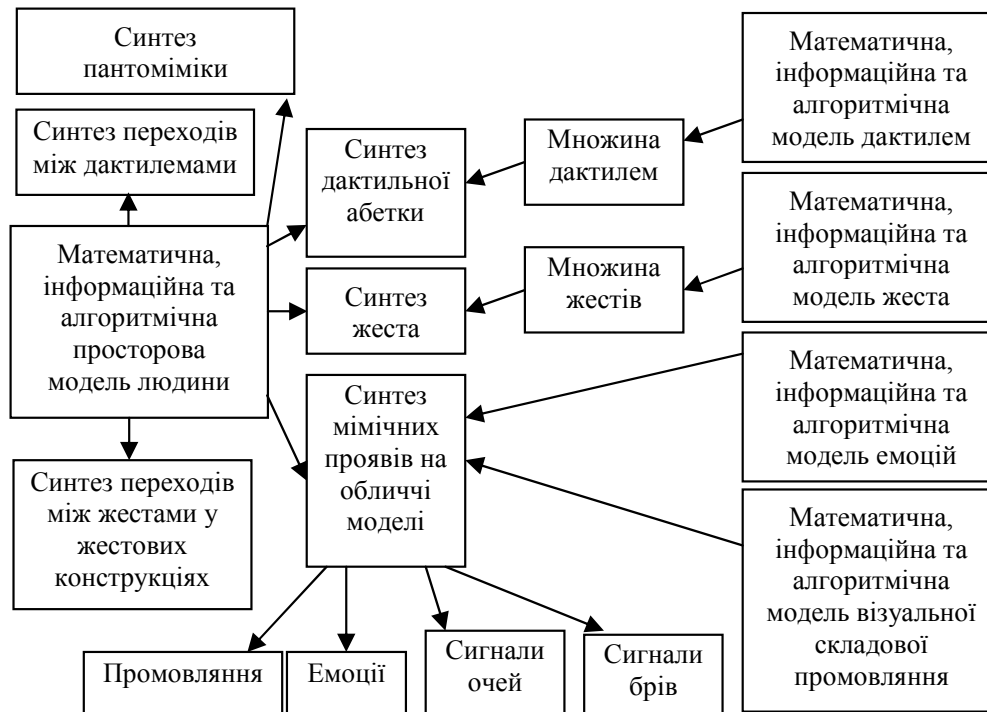 Синтез
пантоміміки
Синтез переходів
між дактилемами
Математична,
інформаційна та
алгоритмічна
просторова
модель людини
Синтез переходів
між жестами у
жестових
конструкціях
Синтез
дактильної
абетки
Синтез
жеста
Синтез
мімічних
проявів на
обличчі
моделі
Множина
дактилем
Множина
жестів
Математична,
інформаційна та
алгоритмічна
модель дактилем
Математична,
інформаційна та
алгоритмічна
модель жеста
Математична,
інформаційна та
алгоритмічна
модель емоцій
Математична,
інформаційна та
алгоритмічна
модель візуальної
складової
промовляння
Промовляння
Емоції
Сигнали
очей
Сигнали
брів